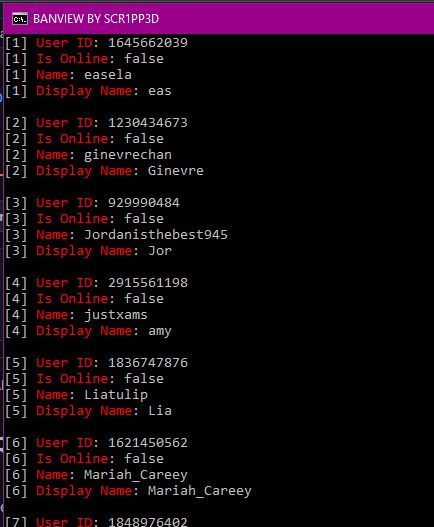 BANVIEW BY SCR1PP3D
[1] User ID: 1645662039
[1] Is Online: false
[1] Name: easela
[1] Display Name: eas
[2] User ID: 1230434673
[2] Is Online: false
[2] Name: ginevrechan
[2] Display Name: Ginevre
[3] User ID: 929990484
[3] Is Online: false
[3] Name: Jordanisthebest945
[3] Display Name: Jor
[4] User ID: 2915561198
[4] Is Online: false
[4] Name: justxams
[4] Display Name: amy
[5] User ID: 1836747876
[5] Is Online: false
[5] Name: Liatulip
[5] Display Name: Lia
[6] User ID: 1621450562
[6] Is Online: false
[6] Name: Mariah_Careey
[6] Display Name: Mariah_Careey
[7] User ID: 1848976402